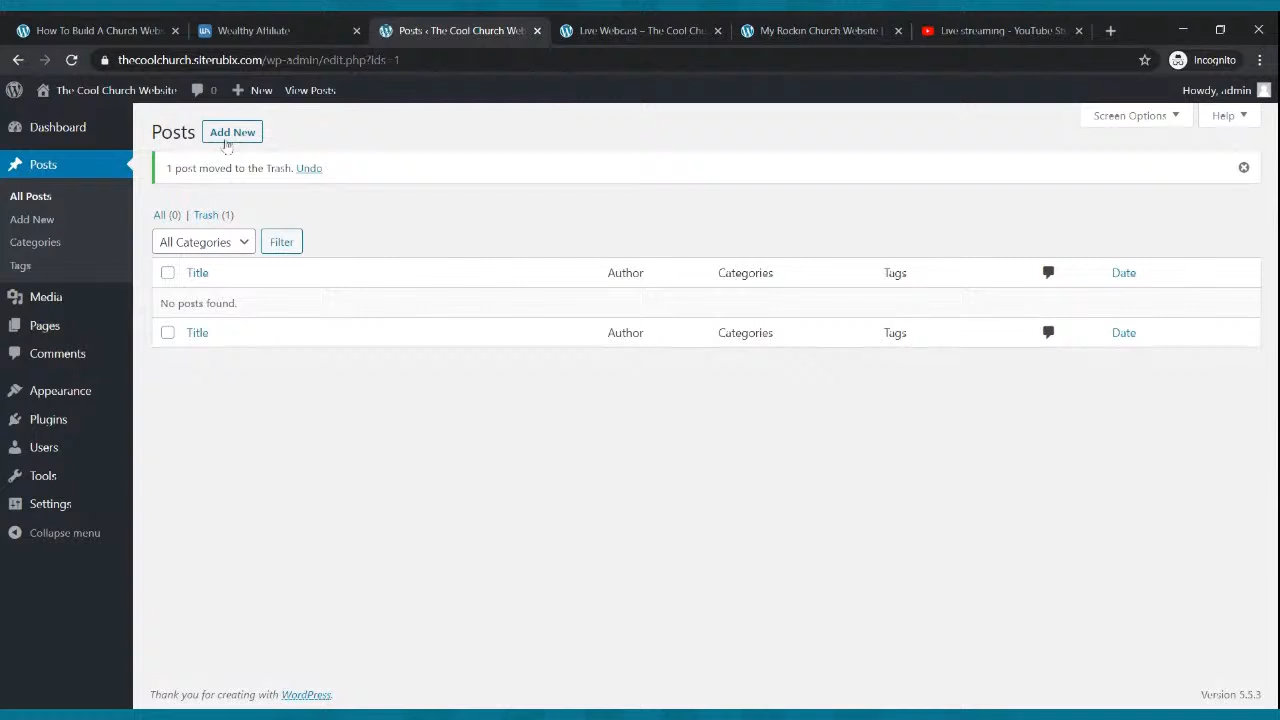 How To Build A Church Webs
Wealthy Affiliate
Posts ‹ The Cool Church Web
Live Webcast – The Cool Chu
My Rockin Church Website |
Live streaming - YouTube St
thecoolchurch.siterubix.com/wp-admin/edit.php?ids=1
Incognito
The Cool Church Website
0
New
View Posts
Howdy, admin
Dashboard
Posts
All Posts
Add New
Categories
Tags
Media
Pages
Comments
Appearance
Plugins
Users
Tools
Settings
Collapse menu
Posts Add New
Screen Options
Help
1 post moved to the Trash. Undo
All (0) | Trash (1)
All Categories
Filter
Title Author Categories Tags Date
No posts found.
Title Author Categories Tags Date
Thank you for creating with WordPress.
Version 5.5.3